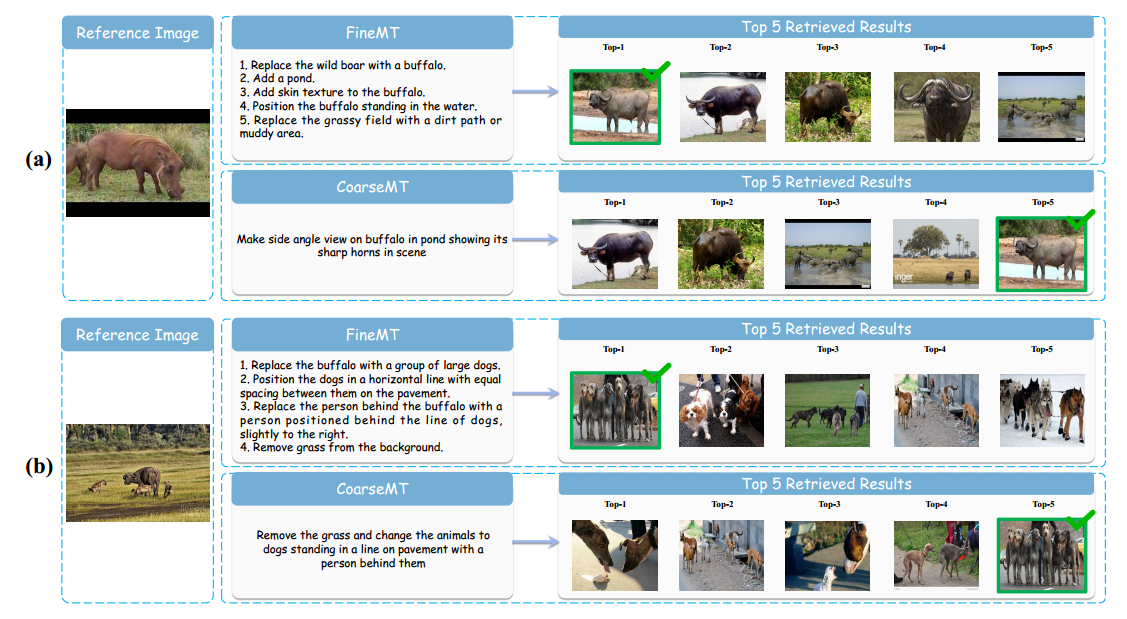 Reference Image
FineMT
Top 5 Retrieved Results
Top-1
Top-2
Top-3
Top-4
Top-5
1. Replace the wild boar with a buffalo.
2. Add a pond.
3. Add skin texture to the buffalo.
4. Position the buffalo standing in the water.
5. Replace the grassy field with a dirt path or
muddy area.
(a)
CoarseMT
Top 5 Retrieved Results
Top-1
Top-2
Top-3
Top-4
Top-5
Make side angle view on buffalo in pond showing its
sharp horns in scene
inger
Reference Image
FineMT
Top 5 Retrieved Results
Top-1
Top-2
Top-3
Top-4
Top-5
1. Replace the buffalo with a group of large dogs.
2. Position the dogs in a horizontal line with equal
spacing between them on the pavement.
3. Replace the person behind the buffalo with a
person positioned behind the line of dogs,
slightly to the right.
4. Remove grass from the background.
(b)
CoarseMT
Top 5 Retrieved Results
Top-1
Top-2
Top-3
Top-4
Top-5
Remove the grass and change the animals to
dogs standing in a line on pavement with a
person behind them